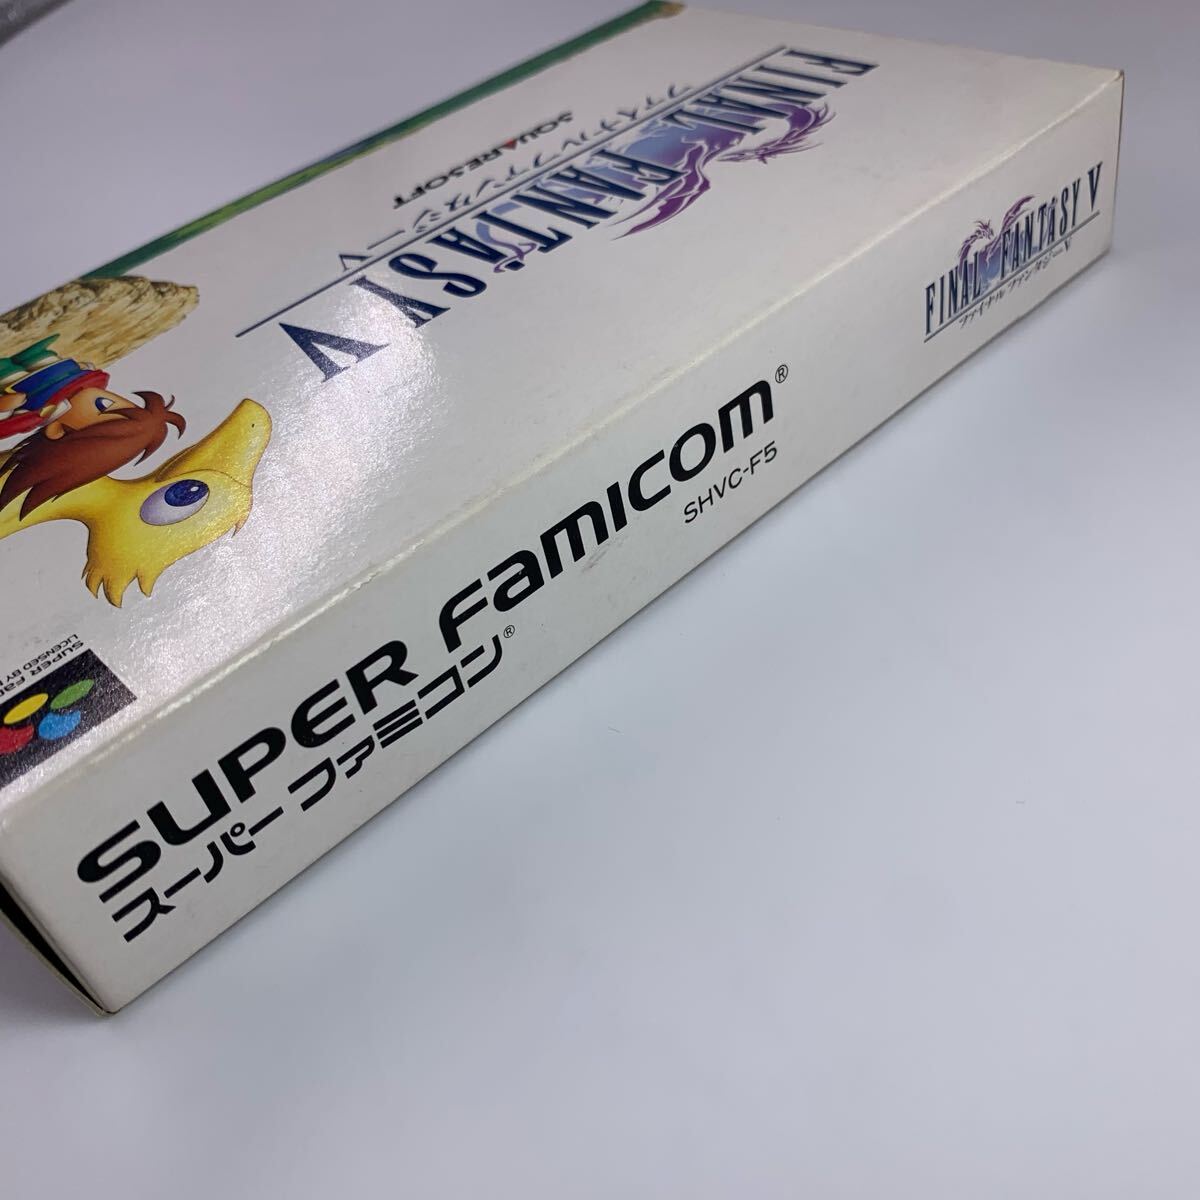 FINAL FANTASY V
ファイナルファンタジーV
SQUARESOFT
FINAL FANTASY V
ファイナルファンタジーV
SUPER FAMICOM®
スーパーファミコン®
SHVC-F5
LICENSED BY